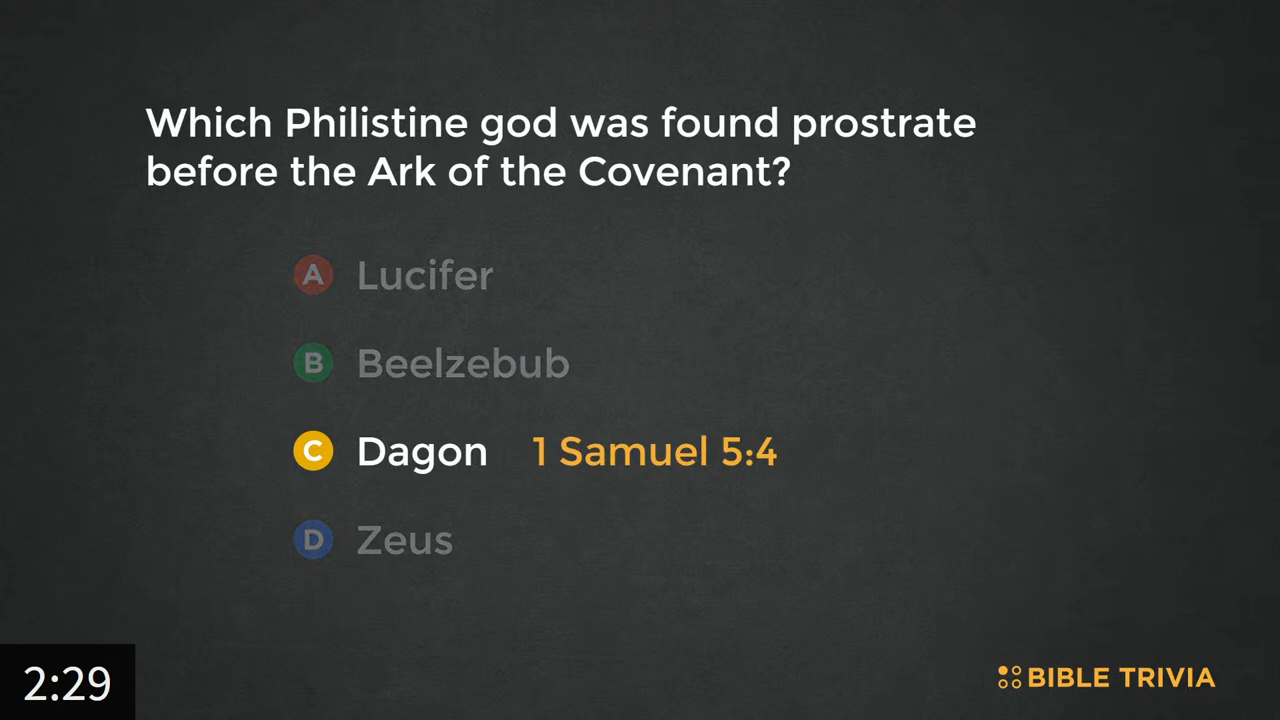 Which Philistine god was found prostrate
before the Ark of the Covenant?
A Lucifer
B Beelzebub
C Dagon 1 Samuel 5:4
D Zeus
2:29
BIBLE TRIVIA